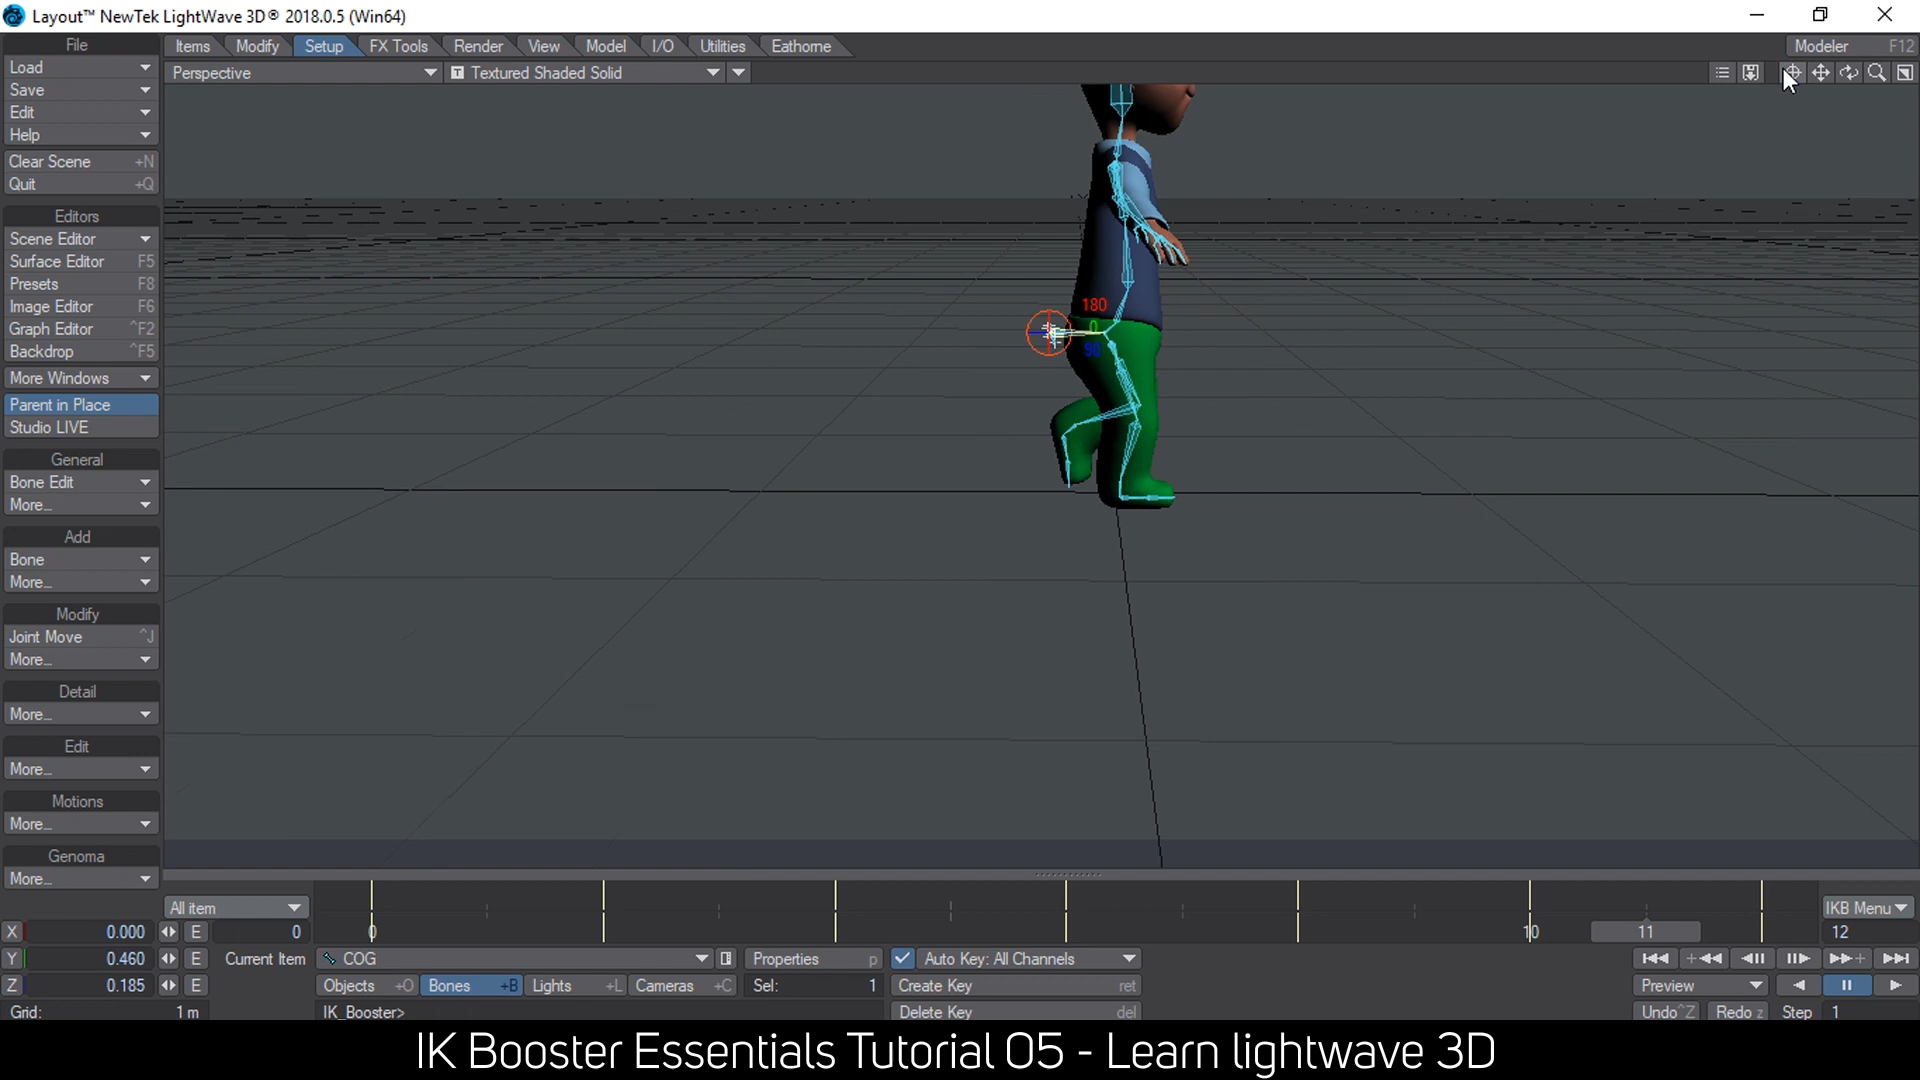 Layout™ NewTek LightWave 3D® 2018.0.5 (Win64)
File
Items Modify Setup FX Tools Render View Model I/O Utilities Eathorne
Modeler F12
Load
Perspective
T Textured Shaded Solid
Save
Edit
Help
Clear Scene +N
Quit +Q
Editors
Scene Editor
Surface Editor F5
Presets F8
Image Editor F6
Graph Editor ^F2
Backdrop ^F5
More Windows
Parent in Place
Studio LIVE
General
Bone Edit
More...
Add
Bone
More...
Modify
Joint Move ^J
More...
Detail
More...
Edit
More...
Motions
More...
Genoma
More...
180
0
90
All item
IKB Menu
X 0.000 E 0
0 10 11 12
Y 0.460 E Current Item COG Properties p Auto Key: All Channels
Z 0.185 E Objects +O Bones +B Lights +L Cameras +C Sel: 1 Create Key ret Preview
Grid: 1 m IK_Booster> Delete Key del Undo ^Z Redo z Step 1
IK Booster Essentials Tutorial 05 - Learn lightwave 3D